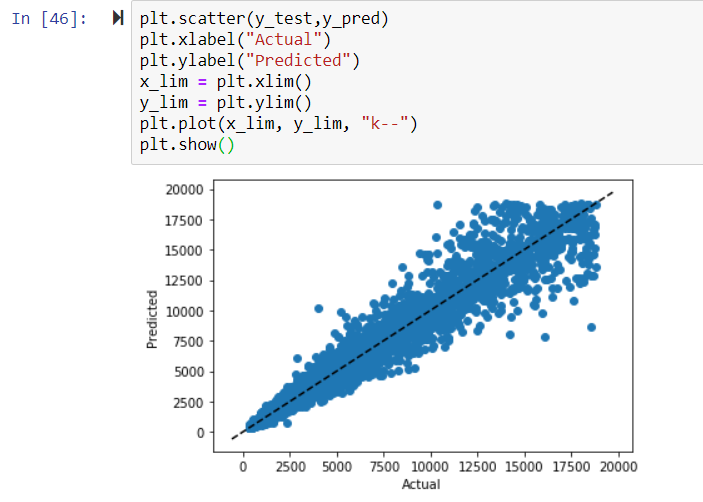 In [46]:
plt.scatter(y_test,y_pred)
plt.xlabel("Actual")
plt.ylabel("Predicted")
x_lim = plt.xlim()
y_lim = plt.ylim()
plt.plot(x_lim, y_lim, "k--")
plt.show()
20000
17500
15000
12500
10000
7500
5000
2500
0
Predicted
0 2500 5000 7500 10000 12500 15000 17500 20000
Actual